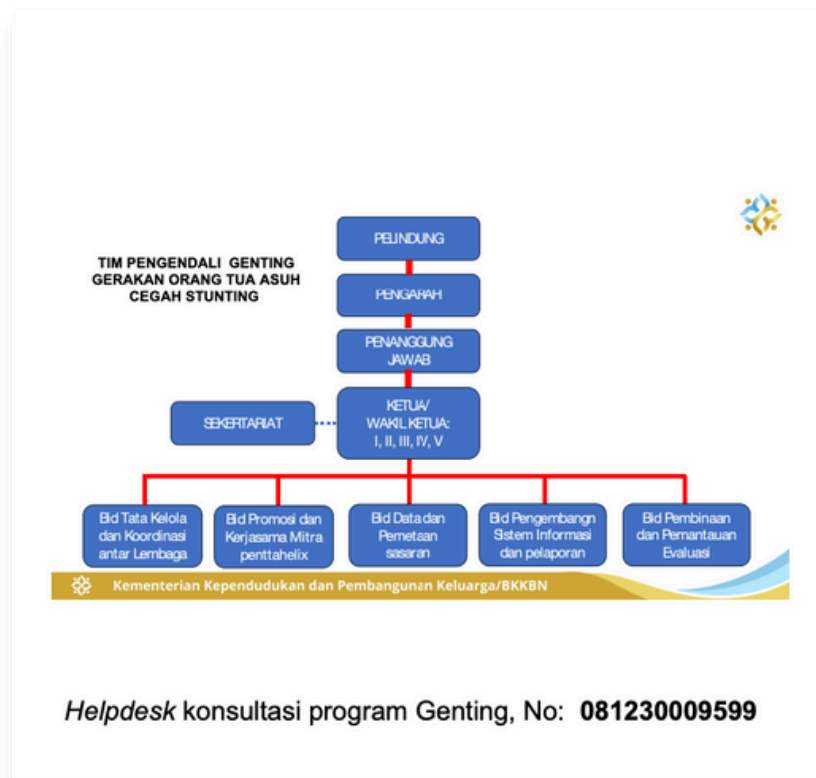 TIM PENGENDALI GENTING
GERAKAN ORANG TUA ASUH
CEGAH STUNTING
PELINDUNG
PENGARAH
PENANGGUNG
JAWAB
SEKERTARIAT
KETUA/
WAKIL KETUA:
I, II, III, IV, V
Bid Tata Kelola
dan Koordinasi
antar Lembaga
Bid Promosi dan
Kerjasama Mitra
penttahelix
Bid Data dan
Pemetaan
sasaran
Bid Pengembangn
Sistem Informasi
dan pelaporan
Bid Pembinaan
dan Pemantauan
Evaluasi
Kementerian Kependudukan dan Pembangunan Keluarga/BKKBN
Helpdesk konsultasi program Genting, No: 081230009599